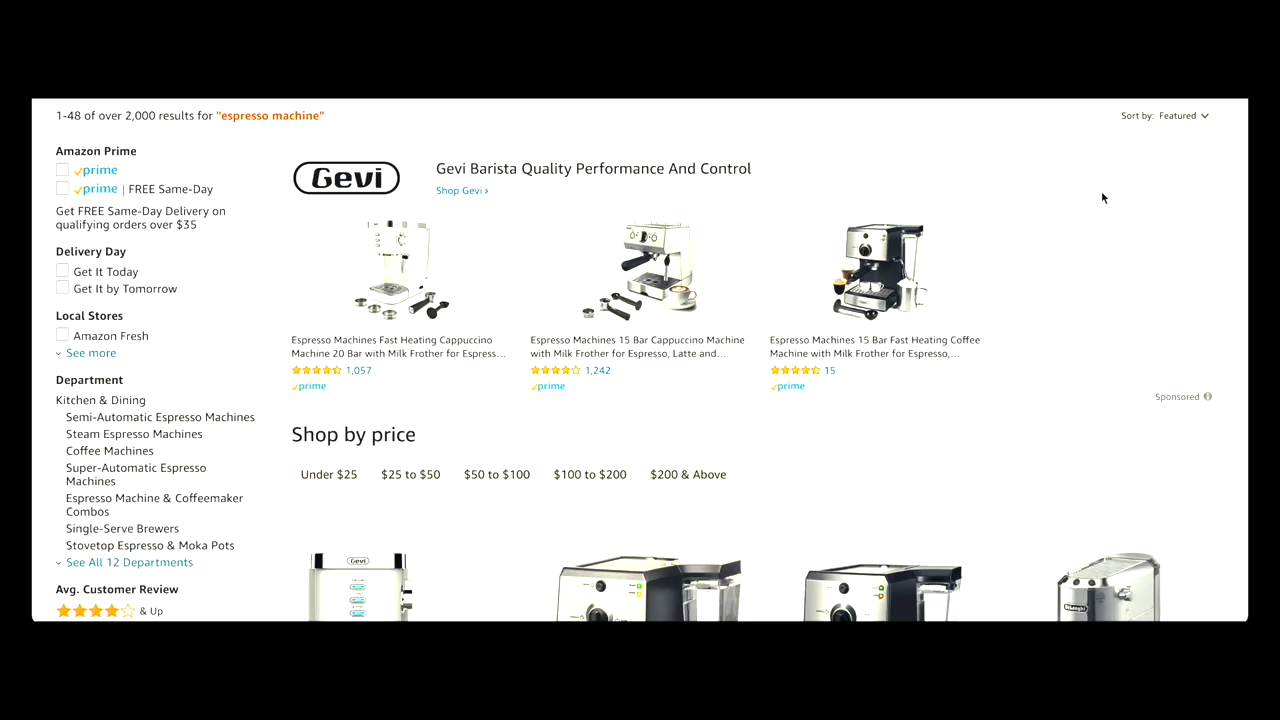 1-48 of over 2,000 results for "espresso machine"
Sort by: Featured
Amazon Prime
prime
prime | FREE Same-Day
Get FREE Same-Day Delivery on
qualifying orders over $35
Delivery Day
Get It Today
Get It by Tomorrow
Local Stores
Amazon Fresh
See more
Department
Kitchen & Dining
Semi-Automatic Espresso Machines
Steam Espresso Machines
Coffee Machines
Super-Automatic Espresso
Machines
Espresso Machine & Coffeemaker
Combos
Single-Serve Brewers
Stovetop Espresso & Moka Pots
See All 12 Departments
Avg. Customer Review
& Up
Gevi
Gevi Barista Quality Performance And Control
Shop Gevi ›
Espresso Machines Fast Heating Cappuccino
Machine 20 Bar with Milk Frother for Espress...
1,057
prime
Espresso Machines 15 Bar Cappuccino Machine
with Milk Frother for Espresso, Latte and...
1,242
prime
Espresso Machines 15 Bar Fast Heating Coffee
Machine with Milk Frother for Espresso,...
15
prime
Sponsored
Shop by price
Under $25
$25 to $50
$50 to $100
$100 to $200
$200 & Above
Gevi
DeLonghi